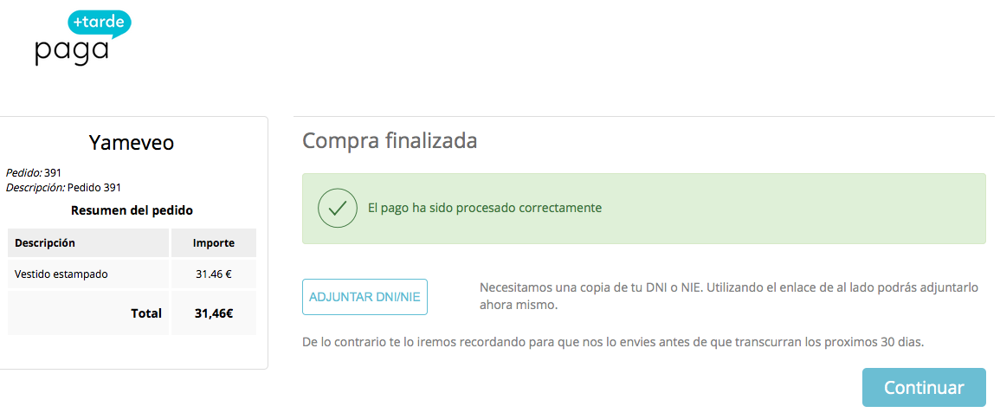 +tarde
paga
Yameveo
Pedido: 391
Descripción: Pedido 391
Resumen del pedido
Descripción Importe
Vestido estampado 31.46 €
Total 31,46€
Compra finalizada
El pago ha sido procesado correctamente
ADJUNTAR DNI/NIE
Necesitamos una copia de tu DNI o NIE. Utilizando el enlace de al lado podrás adjuntarlo
ahora mismo.
De lo contrario te lo iremos recordando para que nos lo envies antes de que transcurran los proximos 30 dias.
Continuar